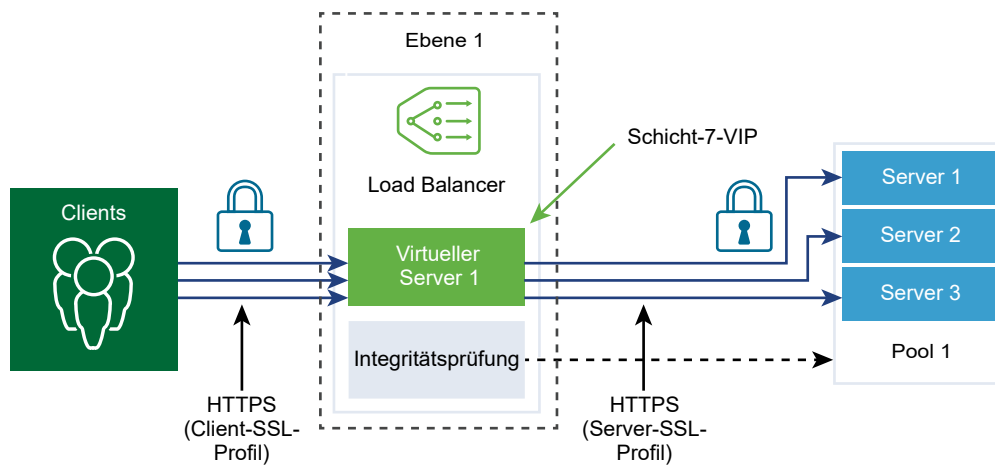 Ebene 1
Load Balancer
Schicht-7-VIP
Clients
Virtueller
Server 1
Integritätsprüfung
Server 1
Server 2
Server 3
Pool 1
HTTPS
(Client-SSL-
Profil)
HTTPS
(Server-SSL-
Profil)